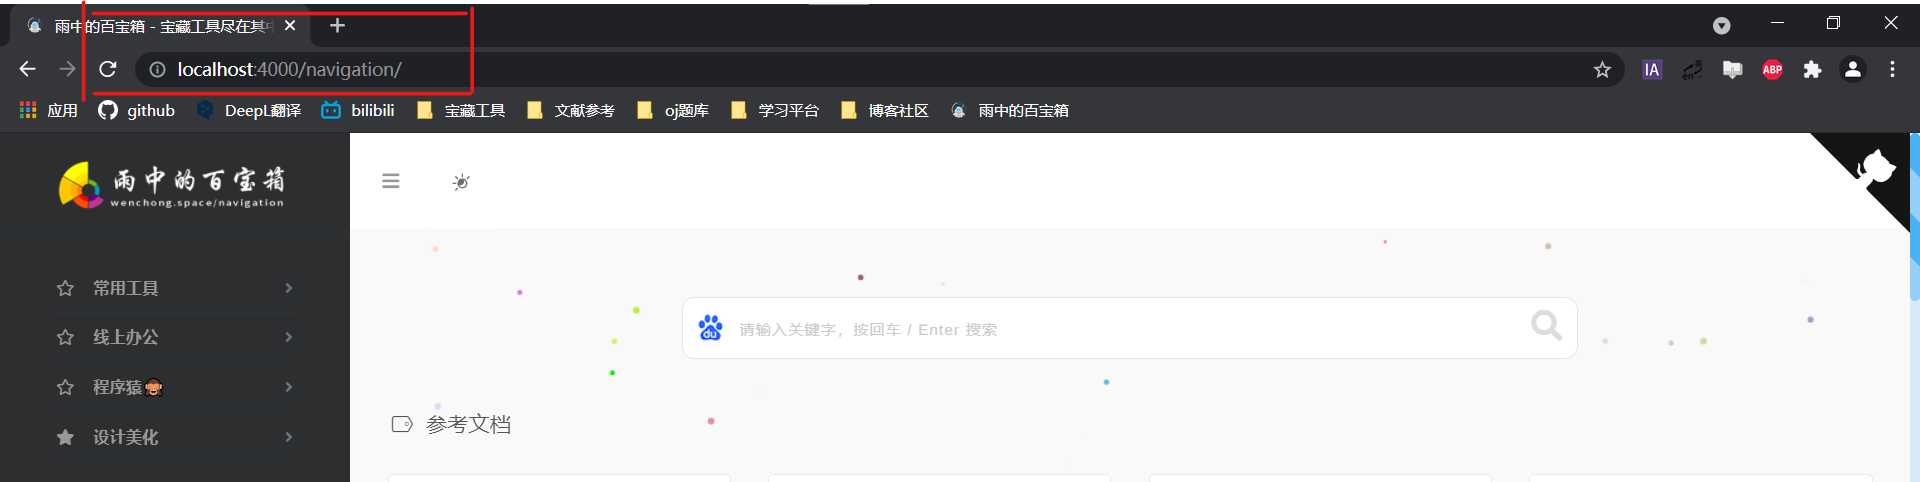 雨中的百宝箱 - 宝藏工具尽在其中
localhost:4000/navigation/
IA
en 英
ABP
应用 github DeepL翻译 bilibili 宝藏工具 文献参考 oj题库 学习平台 博客社区 雨中的百宝箱
雨中的百宝箱
wenchong.space/navigation
常用工具
线上办公
程序猿🙊
设计美化
du 请输入关键字，按回车 / Enter 搜索
参考文档